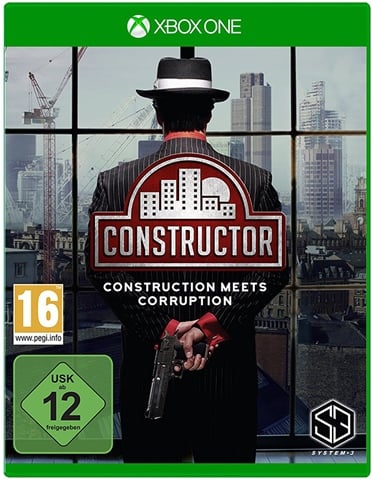 XBOX ONE
CONSTRUCTOR
CONSTRUCTION MEETS
CORRUPTION
16
www.pegi.info
USK
ab
12
freigegeben
SYSTEM·3